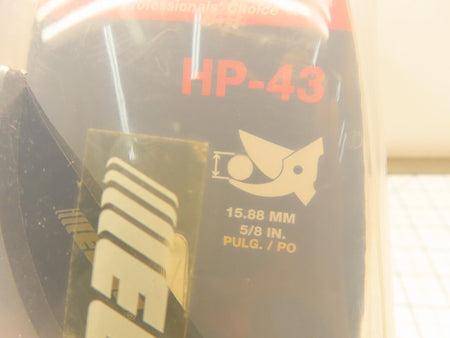 Professionals' Choice
HP-43
15.88 MM
5/8 IN.
PULG. / PO